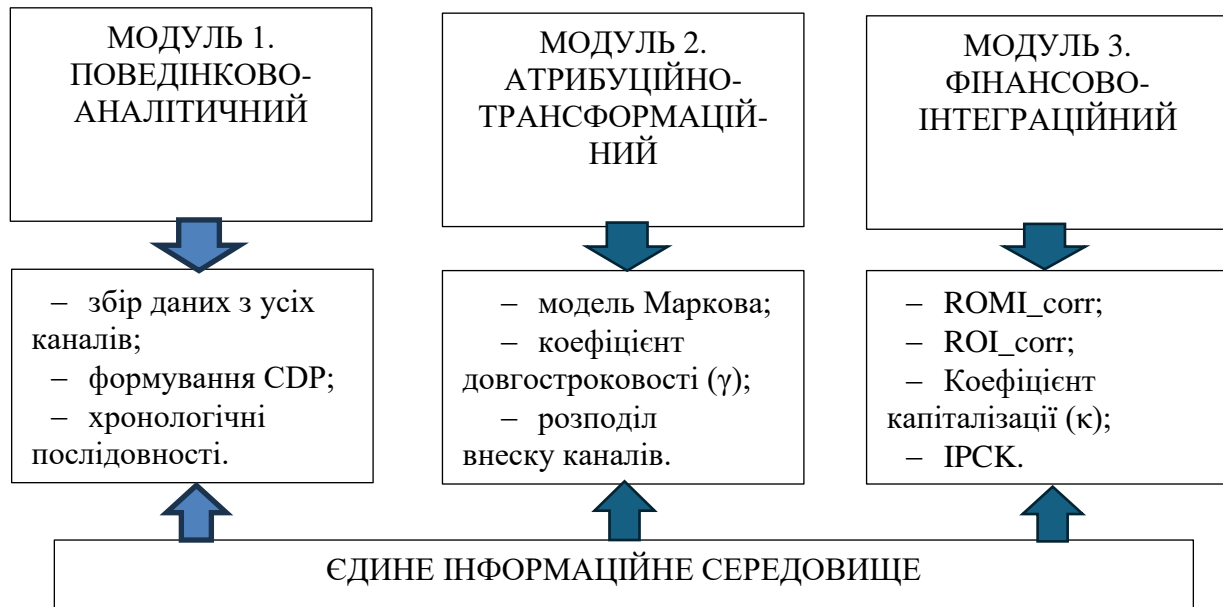 МОДУЛЬ 1.
ПОВЕДІНКОВО-
АНАЛІТИЧНИЙ
МОДУЛЬ 2.
АТРИБУЦІЙНО-
ТРАНСФОРМАЦІЙ-
НИЙ
МОДУЛЬ 3.
ФІНАНСОВО-
ІНТЕГРАЦІЙНИЙ
– збір даних з усіх
каналів;
– формування CDP;
– хронологічні
послідовності.
– модель Маркова;
– коефіцієнт
довгостроковості (γ);
– розподіл
внеску каналів.
– ROMI_corr;
– ROI_corr;
– Коефіцієнт
капіталізації (κ);
– ІРСК.
ЄДИНЕ ІНФОРМАЦІЙНЕ СЕРЕДОВИЩЕ